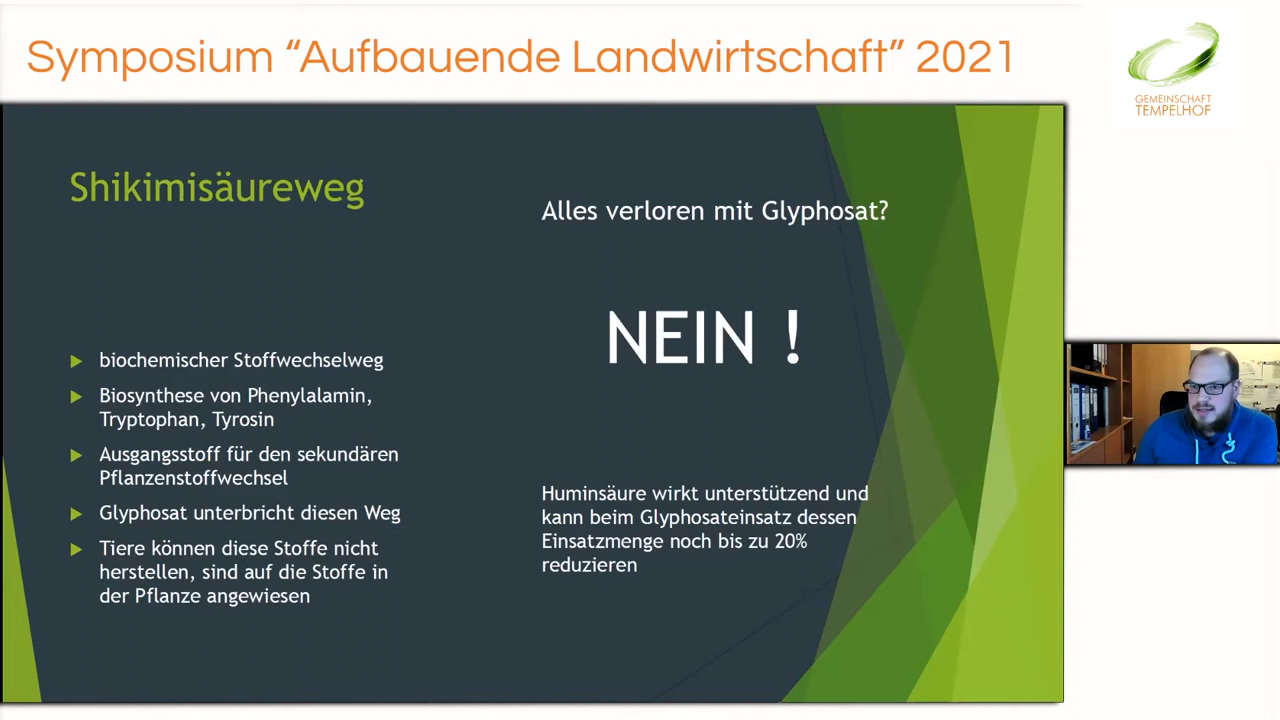 Symposium “Aufbauende Landwirtschaft” 2021
GEMEINSCHAFT
TEMPELHOF
Shikimisäureweg
biochemischer Stoffwechselweg
Biosynthese von Phenylalamin,
Tryptophan, Tyrosin
Ausgangsstoff für den sekundären
Pflanzenstoffwechsel
Glyphosat unterbricht diesen Weg
Tiere können diese Stoffe nicht
herstellen, sind auf die Stoffe in
der Pflanze angewiesen
Alles verloren mit Glyphosat?
NEIN !
Huminsäure wirkt unterstützend und
kann beim Glyphosateinsatz dessen
Einsatzmenge noch bis zu 20%
reduzieren